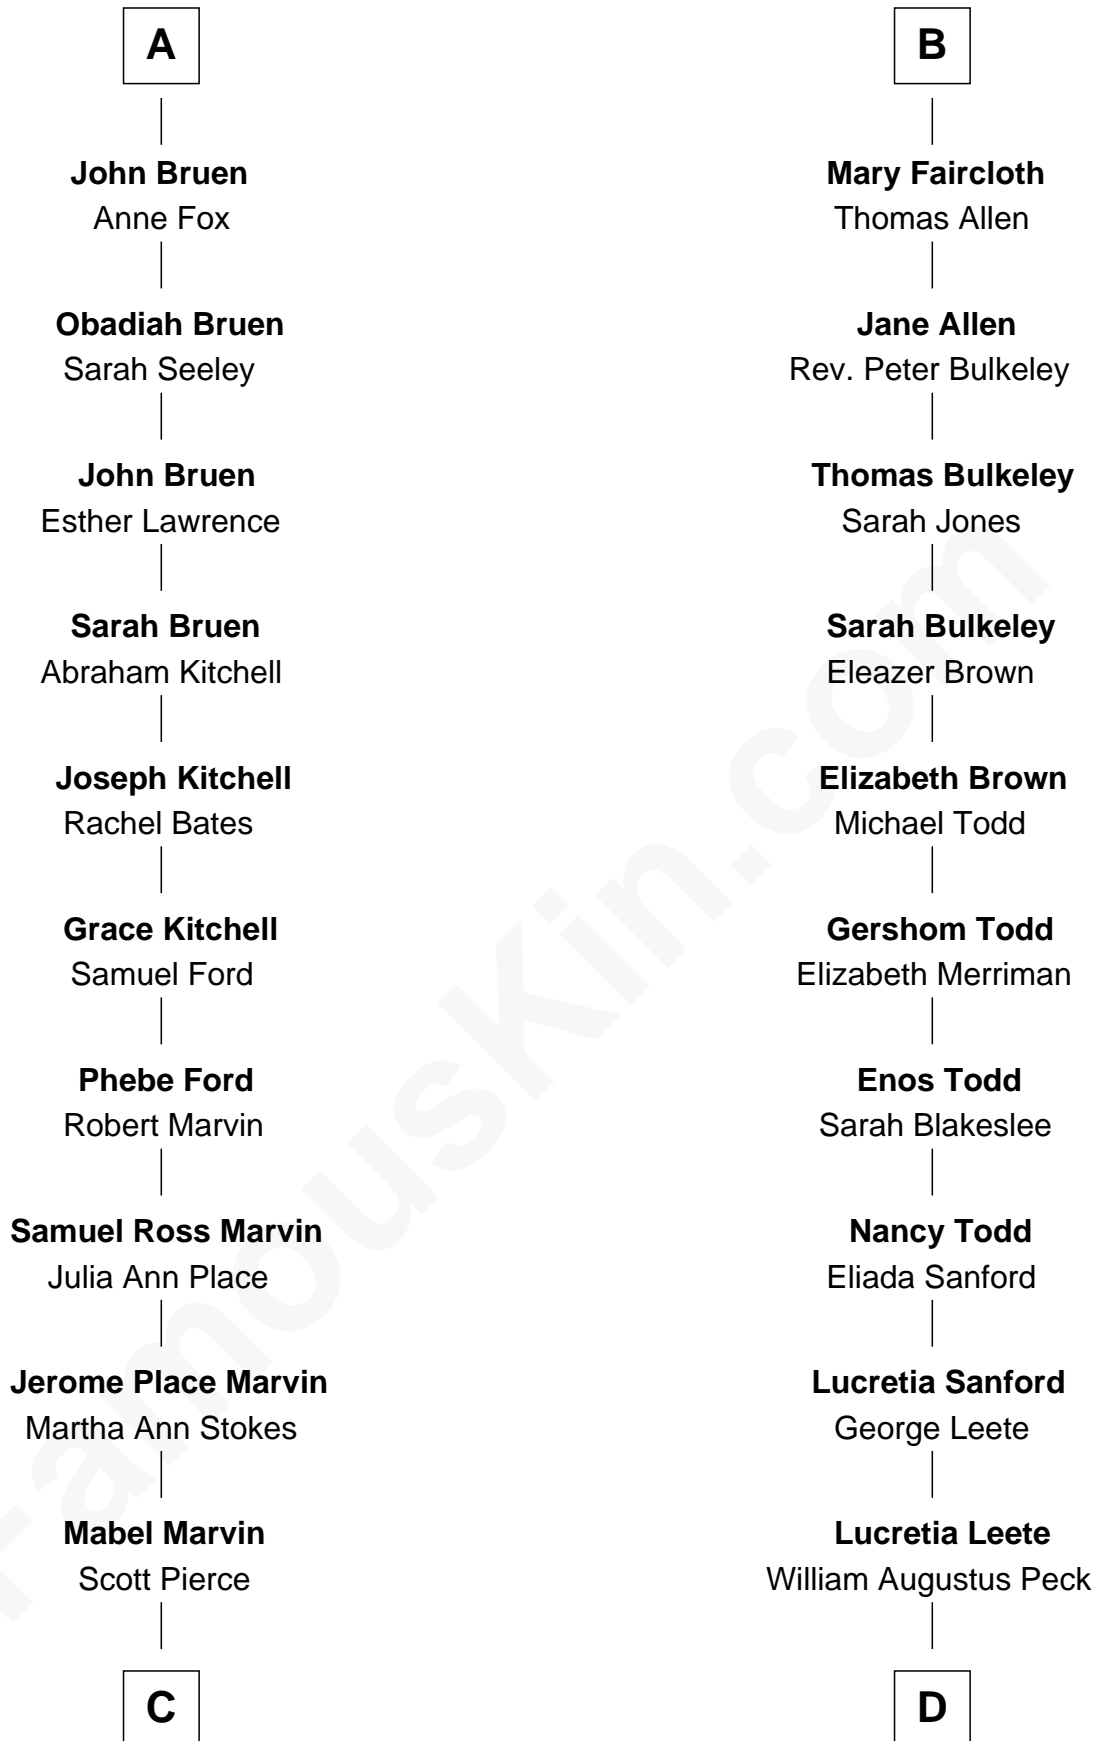 A
John Bruen
Anne Fox
Obadiah Bruen
Sarah Seeley
John Bruen
Esther Lawrence
Sarah Bruen
Abraham Kitchell
Joseph Kitchell
Rachel Bates
Grace Kitchell
Samuel Ford
Phebe Ford
Robert Marvin
Samuel Ross Marvin
Julia Ann Place
Jerome Place Marvin
Martha Ann Stokes
Mabel Marvin
Scott Pierce
C
B
Mary Faircloth
Thomas Allen
Jane Allen
Rev. Peter Bulkeley
Thomas Bulkeley
Sarah Jones
Sarah Bulkeley
Eleazer Brown
Elizabeth Brown
Michael Todd
Gershom Todd
Elizabeth Merriman
Enos Todd
Sarah Blakeslee
Nancy Todd
Eliada Sanford
Lucretia Sanford
George Leete
Lucretia Leete
William Augustus Peck
D
FamousKin.com